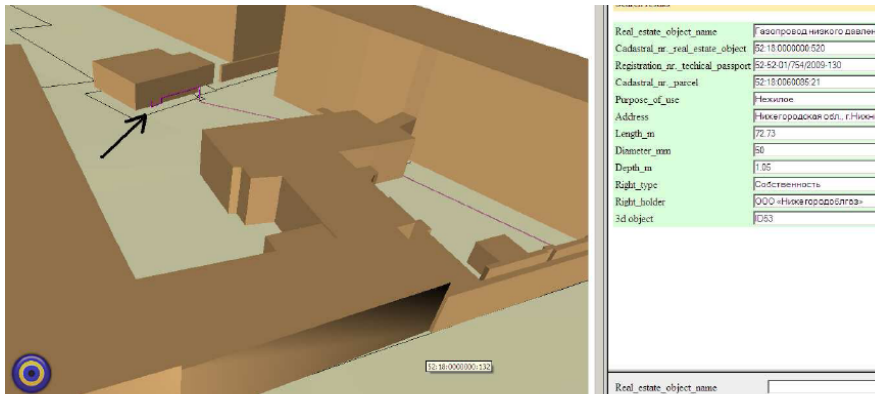 Search results
Real_estate_object_name Газопровод низкого давлен
Cadastral_nr._real_estate_object 52:18:0000000:520
Registration_nr._techical_passport 52-52-01/754/2009-130
Cadastral_nr._parcel 52:18:0060085:21
Purpose_of_use Нежилое
Address Нижегородская обл., г.Нижн
Length_m 72.73
Diameter_mm 50
Depth_m 1.05
Right_type Собственность
Right_holder ООО «Нижегородоблгаз»
3d object ID53
52:18:0000000:132
Real_estate_object_name